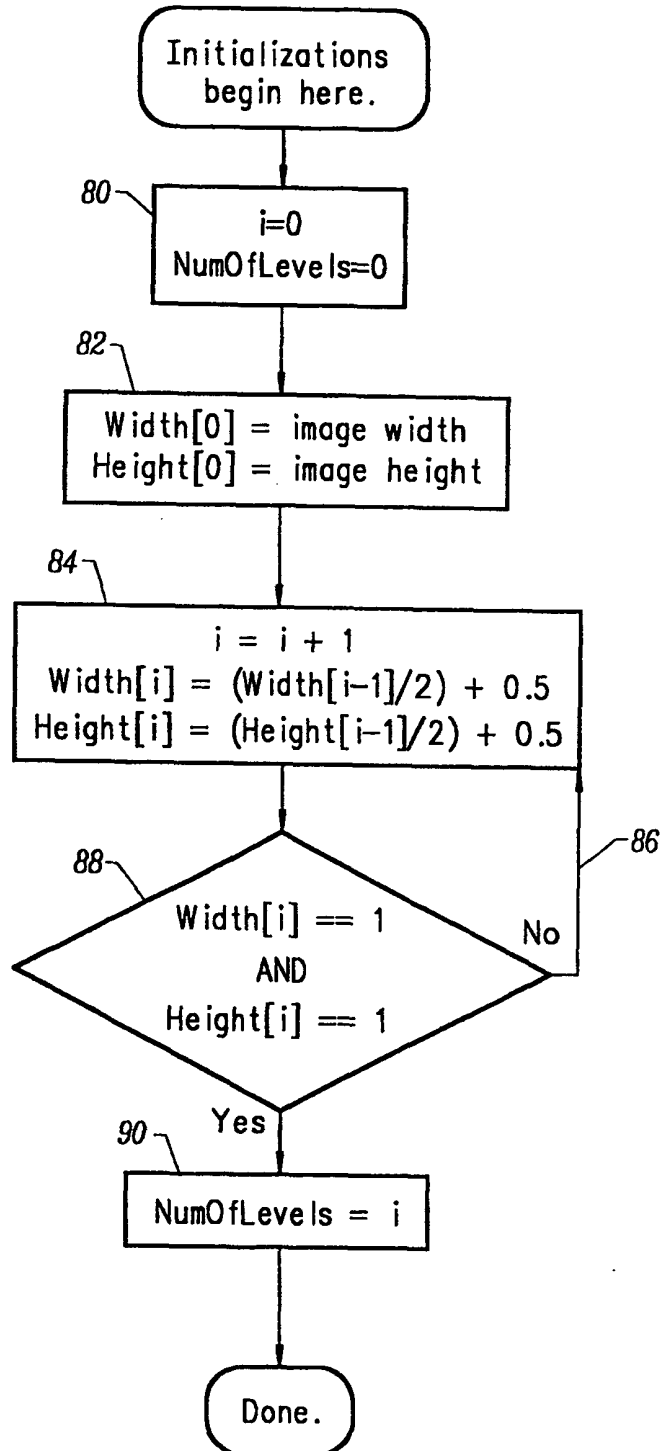 Initializations
begin here.
80
i=0
NumOfLevels=0
82
Width[0] = image width
Height[0] = image height
84
i = i + 1
Width[i] = (Width[i-1]/2) + 0.5
Height[i] = (Height[i-1]/2) + 0.5
86
88
Width[i] == 1
AND
Height[i] == 1
No
Yes
90
NumOfLevels = i
Done.